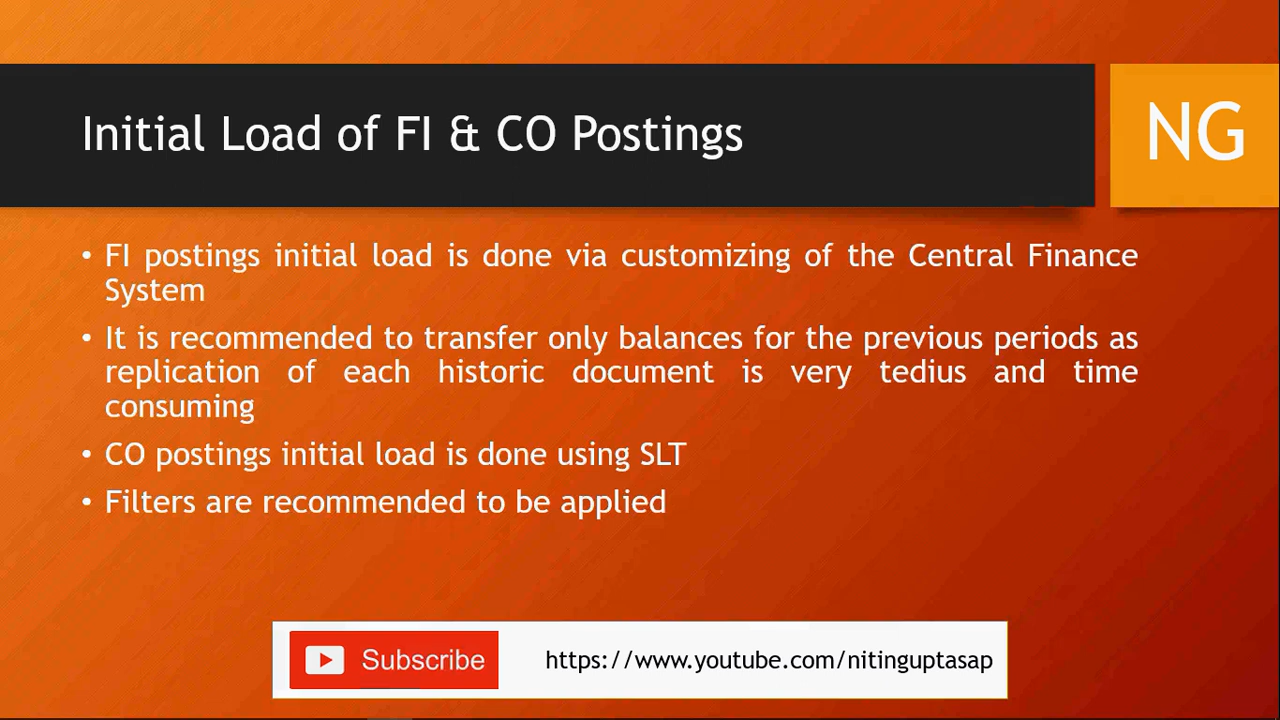 Initial Load of FI & CO Postings
NG
• FI postings initial load is done via customizing of the Central Finance
System
• It is recommended to transfer only balances for the previous periods as
replication of each historic document is very tedius and time
consuming
• CO postings initial load is done using SLT
• Filters are recommended to be applied
Subscribe
https://www.youtube.com/nitinguptasap